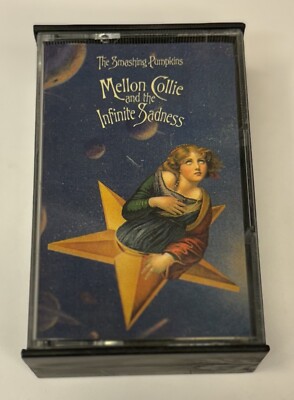 The Smashing Pumpkins
Mellon Collie
and the
Infinite Sadness